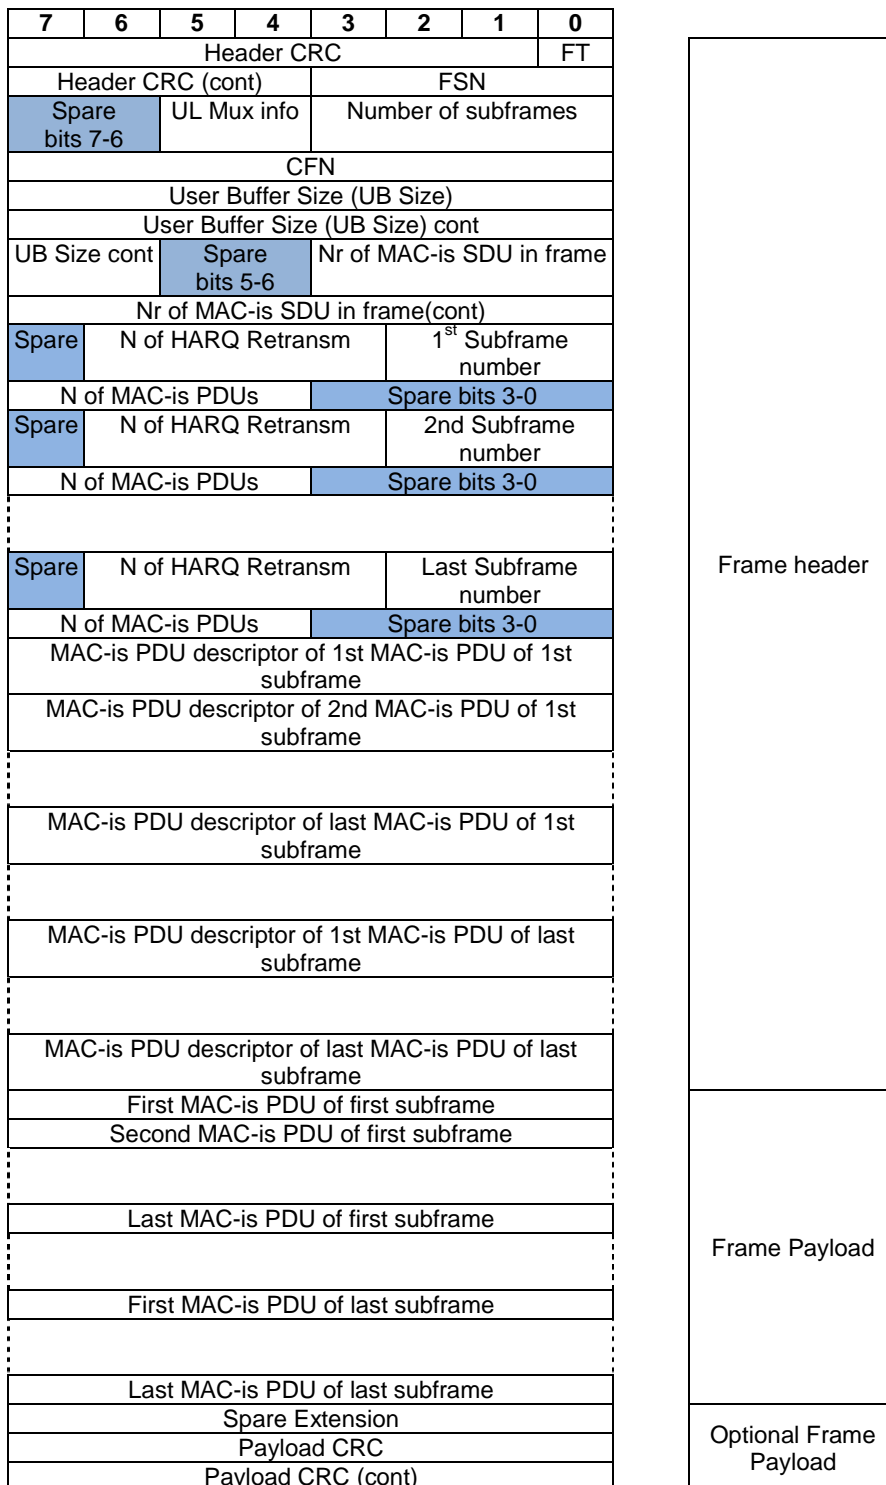 7 6 5 4 3 2 1 0
Header CRC FT
Header CRC (cont) FSN
Spare UL Mux info Number of subframes
bits 7-6
CFN
User Buffer Size (UB Size)
User Buffer Size (UB Size) cont
UB Size cont Spare Nr of MAC-is SDU in frame
bits 5-6
Nr of MAC-is SDU in frame(cont)
Spare N of HARQ Retransm 1st Subframe
number
N of MAC-is PDUs Spare bits 3-0
Spare N of HARQ Retransm 2nd Subframe
number
N of MAC-is PDUs Spare bits 3-0
Spare N of HARQ Retransm Last Subframe
number
N of MAC-is PDUs Spare bits 3-0
MAC-is PDU descriptor of 1st MAC-is PDU of 1st
subframe
MAC-is PDU descriptor of 2nd MAC-is PDU of 1st
subframe
MAC-is PDU descriptor of last MAC-is PDU of 1st
subframe
MAC-is PDU descriptor of 1st MAC-is PDU of last
subframe
MAC-is PDU descriptor of last MAC-is PDU of last
subframe
First MAC-is PDU of first subframe
Second MAC-is PDU of first subframe
Last MAC-is PDU of first subframe
First MAC-is PDU of last subframe
Last MAC-is PDU of last subframe
Spare Extension
Payload CRC
Payload CRC (cont)
Frame header
Frame Payload
Optional Frame
Payload